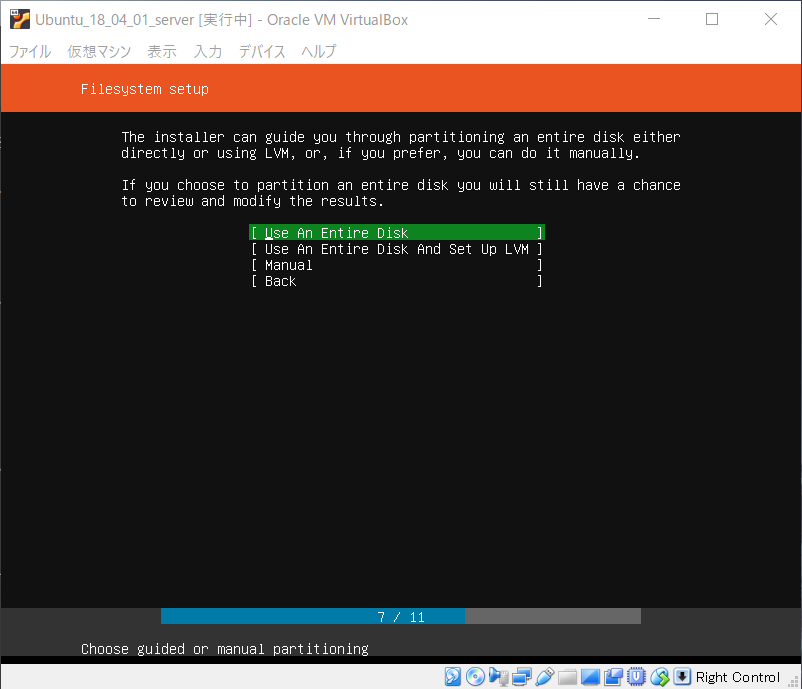 Ubuntu_18_04_01_server [実行中] - Oracle VM VirtualBox
ファイル 仮想マシン 表示 入力 デバイス ヘルプ
Filesystem setup
The installer can guide you through partitioning an entire disk either
directly or using LVM, or, if you prefer, you can do it manually.
If you choose to partition an entire disk you will still have a chance
to review and modify the results.
[ Use An Entire Disk ]
[ Use An Entire Disk And Set Up LVM ]
[ Manual ]
[ Back ]
7 / 11
Choose guided or manual partitioning
Right Control